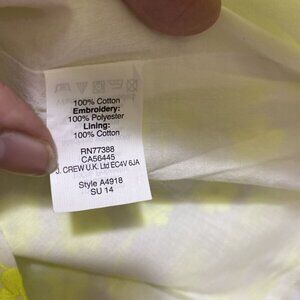 100% Cotton
Embroidery:
100% Polyester
Lining:
100% Cotton
RN77388
CA56445
J. CREW U.K. Ltd EC4V 6JA
Style A4918
SU 14